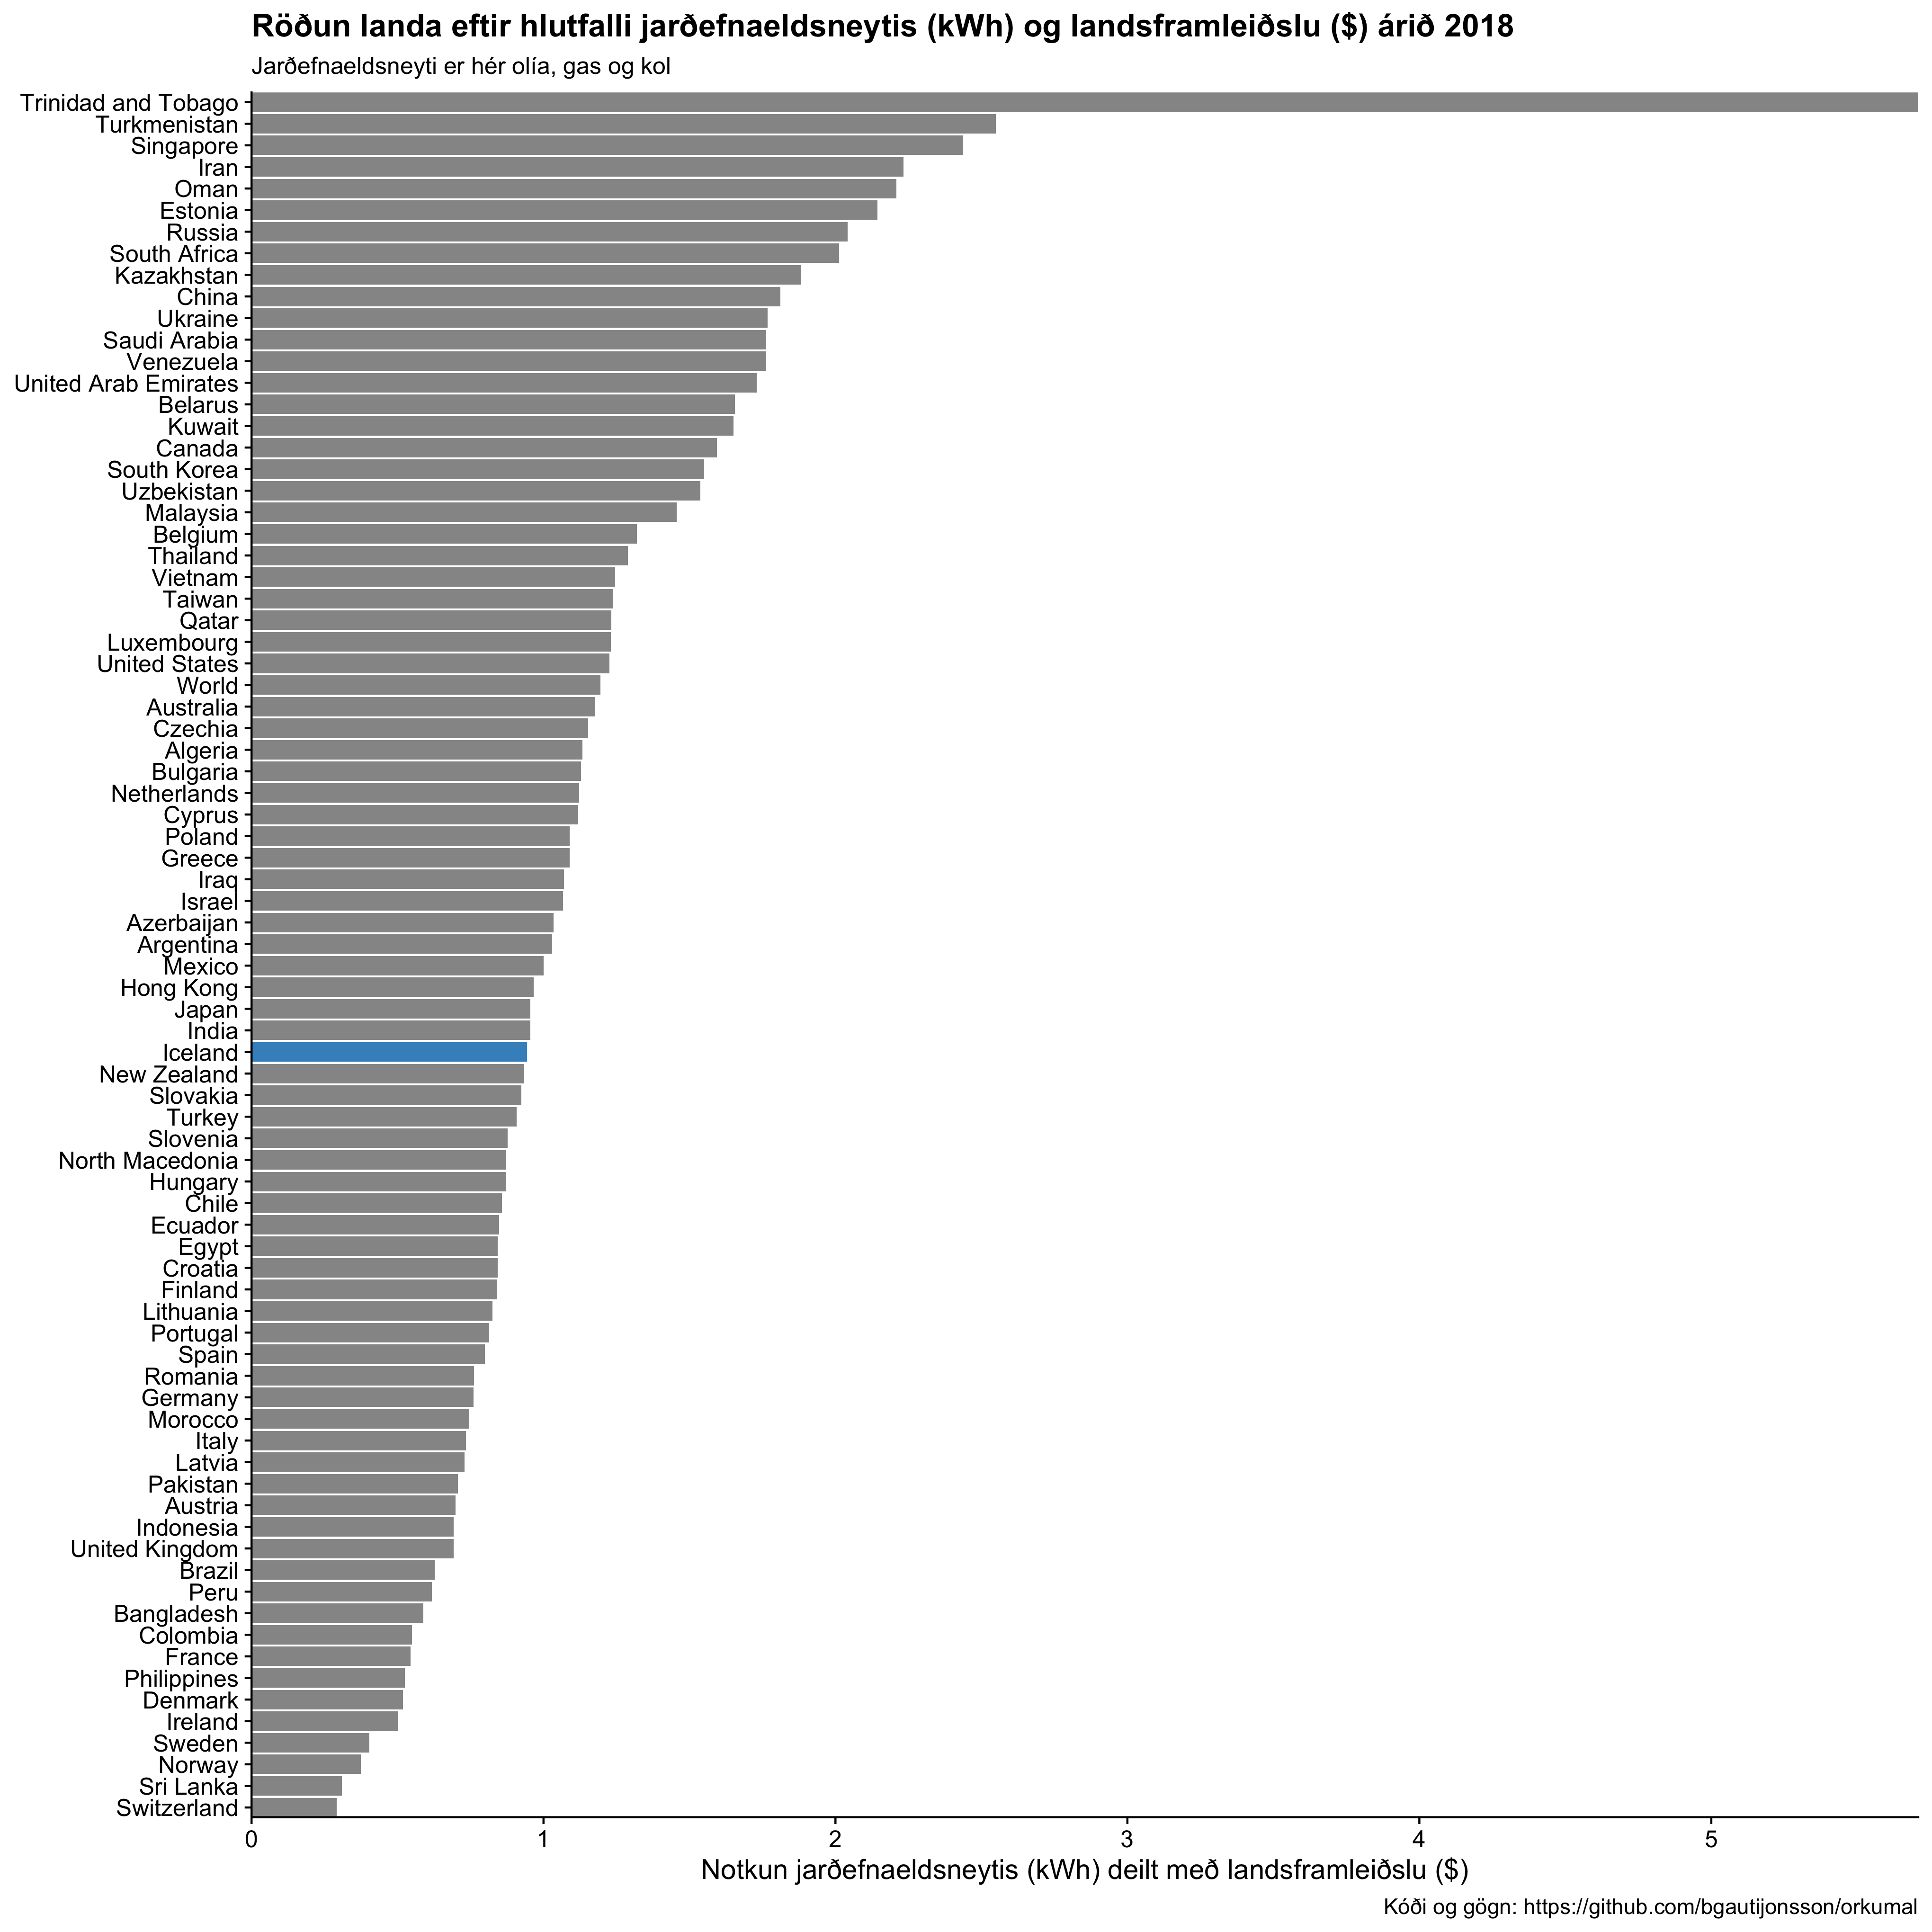 Röðun landa eftir hlutfalli jarðefnaeldsneytis (kWh) og landsframleiðslu ($) árið 2018
Jarðefnaeldsneyti er hér olía, gas og kol
Trinidad and Tobago
Turkmenistan
Singapore
Iran
Oman
Estonia
Russia
South Africa
Kazakhstan
China
Ukraine
Saudi Arabia
Venezuela
United Arab Emirates
Belarus
Kuwait
Canada
South Korea
Uzbekistan
Malaysia
Belgium
Thailand
Vietnam
Taiwan
Qatar
Luxembourg
United States
World
Australia
Czechia
Algeria
Bulgaria
Netherlands
Cyprus
Poland
Greece
Iraq
Israel
Azerbaijan
Argentina
Mexico
Hong Kong
Japan
India
Iceland
New Zealand
Slovakia
Turkey
Slovenia
North Macedonia
Hungary
Chile
Ecuador
Egypt
Croatia
Finland
Lithuania
Portugal
Spain
Romania
Germany
Morocco
Italy
Latvia
Pakistan
Austria
Indonesia
United Kingdom
Brazil
Peru
Bangladesh
Colombia
France
Philippines
Denmark
Ireland
Sweden
Norway
Sri Lanka
Switzerland
0 1 2 3 4 5
Notkun jarðefnaeldsneytis (kWh) deilt með landsframleiðslu ($)
Kóði og gögn: https://github.com/bgautijonsson/orkumal